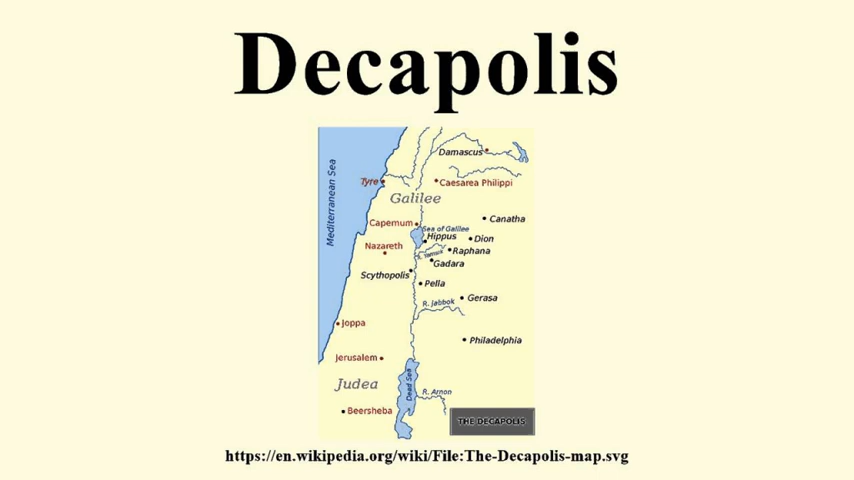 Decapolis
Mediterranean Sea
Damascus
Tyre
Caesarea Philippi
Galilee
Canatha
Capernum
Sea of Galilee
Hippus
Dion
Nazareth
Raphana
Gadara
Scythopolis
Pella
R. Jabbok
Gerasa
Joppa
Philadelphia
Jerusalem
Judea
Dead Sea
R. Arnon
Beersheba
THE DECAPOLIS
https://en.wikipedia.org/wiki/File:The-Decapolis-map.svg